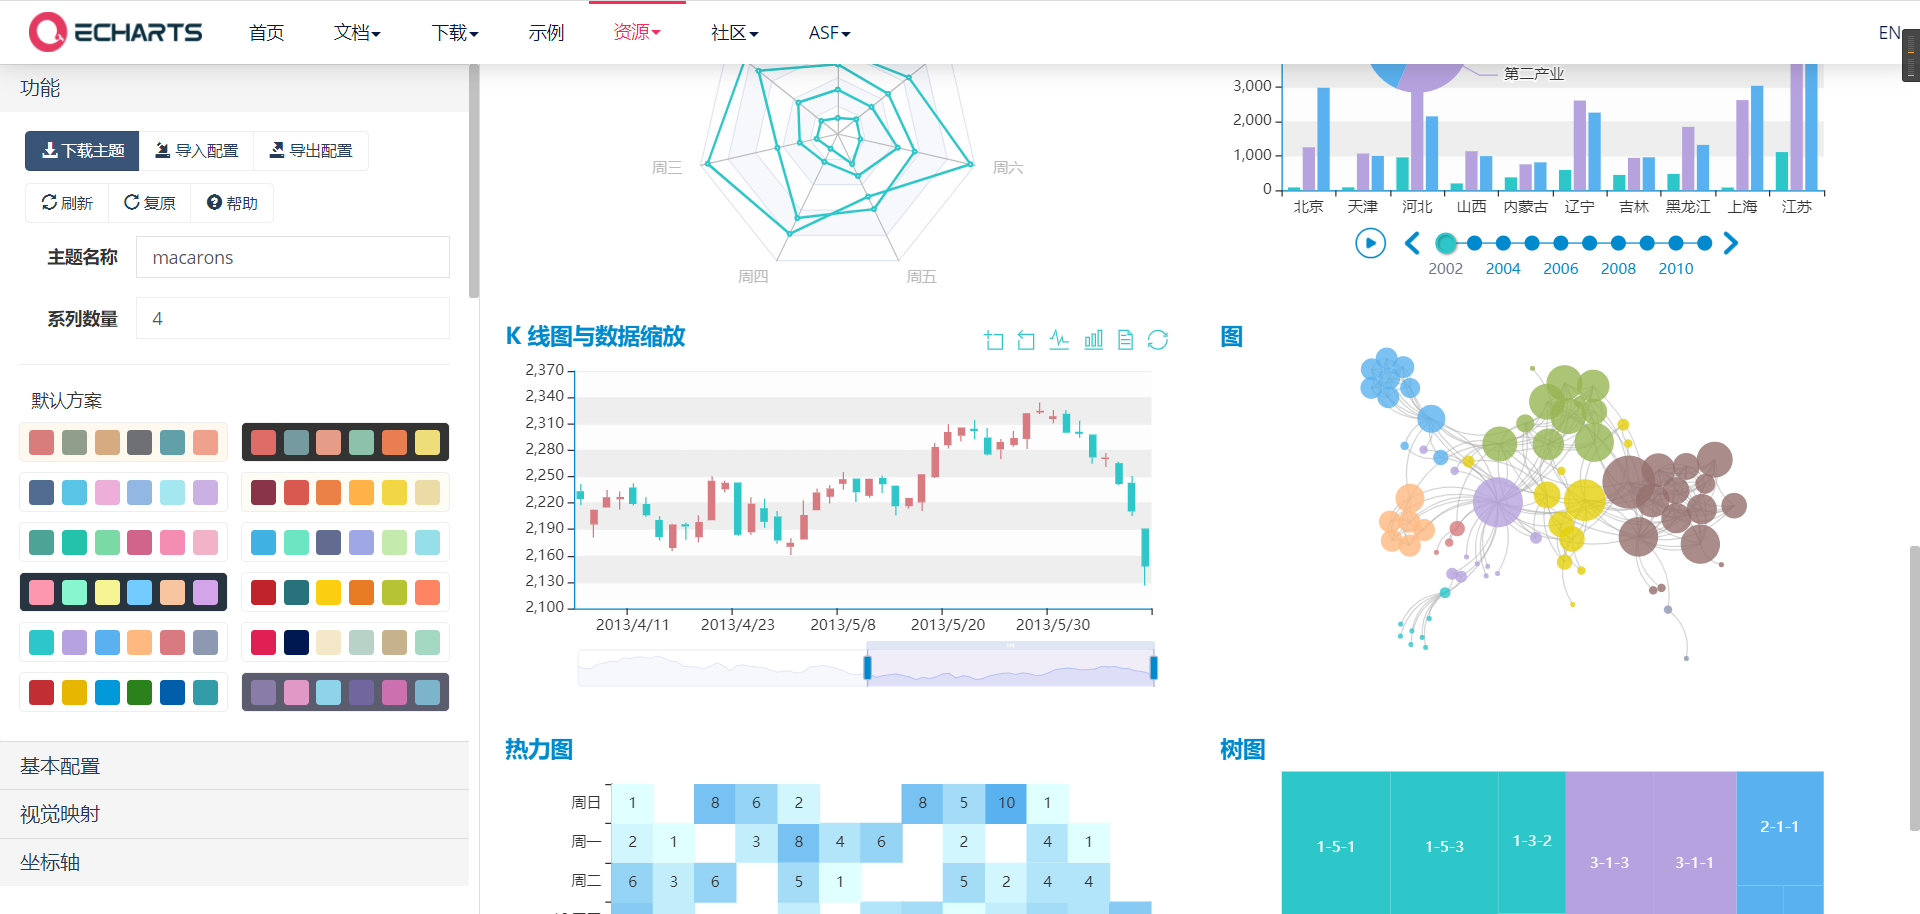 ECHARTS 首页 文档 下载 示例 资源 社区 ASF EN
功能
下载主题 导入配置 导出配置
刷新 复原 帮助
主题名称 macarons
系列数量 4
默认方案
基本配置
视觉映射
坐标轴
周三 周六
周四 周五
第二产业
3,000
2,000
1,000
0
北京 天津 河北 山西 内蒙古 辽宁 吉林 黑龙江 上海 江苏
2002 2004 2006 2008 2010
K 线图与数据缩放
2,370
2,340
2,310
2,280
2,250
2,220
2,190
2,160
2,130
2,100
2013/4/11 2013/4/23 2013/5/8 2013/5/20 2013/5/30
图
热力图
周日 1 8 6 2 8 5 10 1
周一 2 1 3 8 4 6 2 4 1
周二 6 3 6 5 1 5 2 4 4
树图
1-5-1 1-5-3 1-3-2 3-1-3 3-1-1 2-1-1